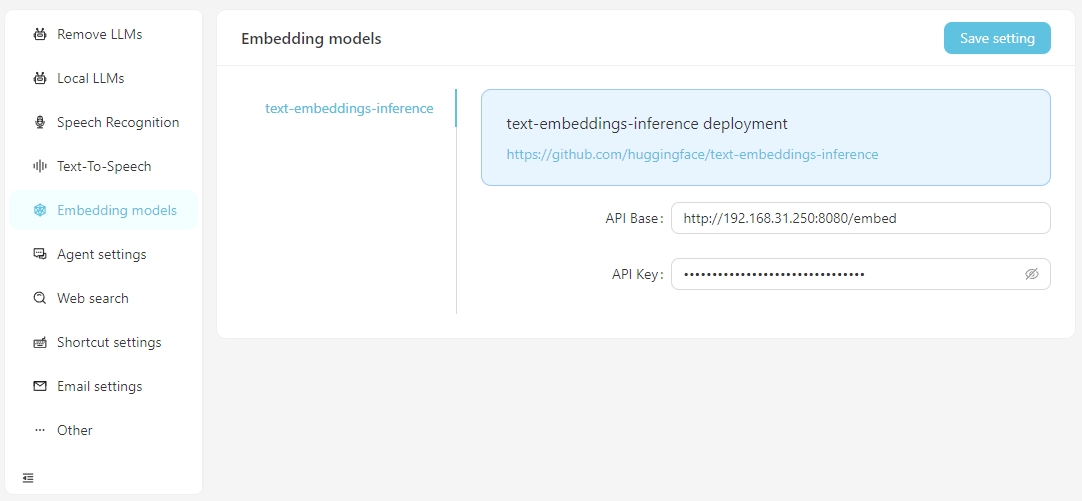 Remove LLMs
Local LLMs
Speech Recognition
Text-To-Speech
Embedding models
Agent settings
Web search
Shortcut settings
Email settings
Other
Embedding models
Save setting
text-embeddings-inference
text-embeddings-inference deployment
https://github.com/huggingface/text-embeddings-inference
API Base:
http://192.168.31.250:8080/embed
API Key:
••••••••••••••••••••••••••••••••